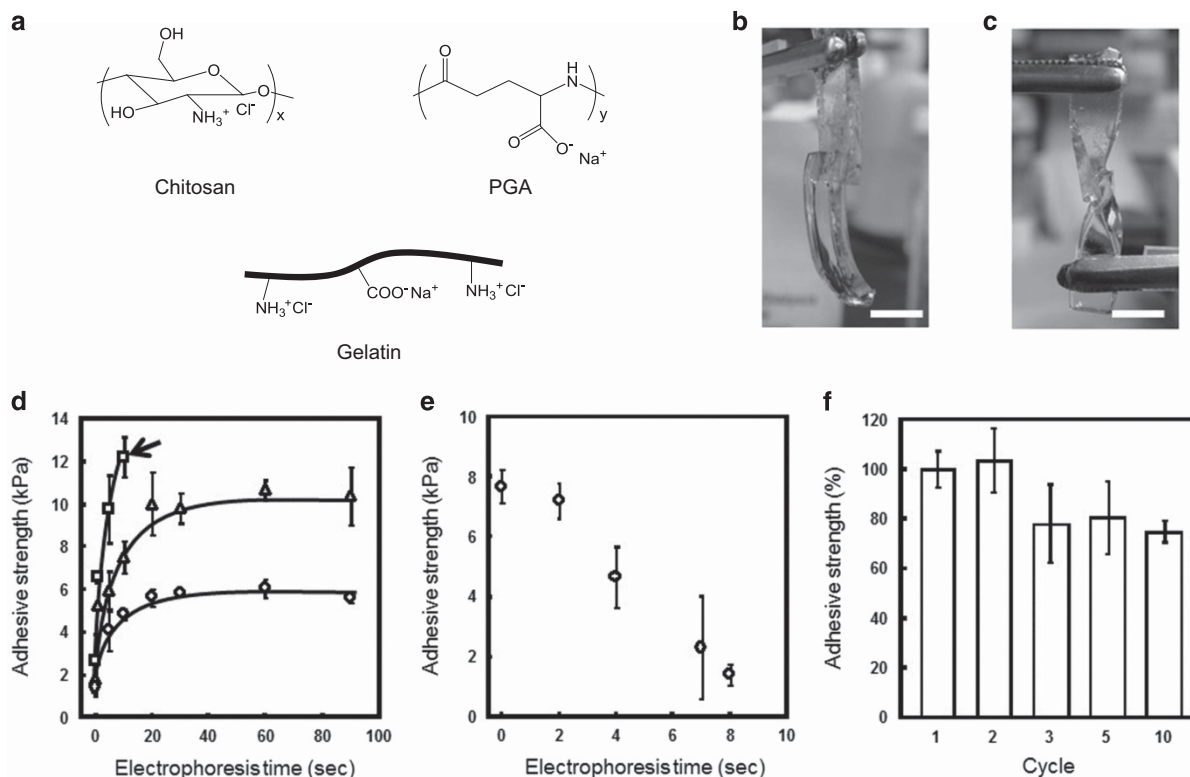 a
OH
O
HO
O
NH3+ Cl-
x
Chitosan
O
H
N
O
O-
Na+
y
PGA
NH3+Cl-
COO-Na+
NH3+Cl-
Gelatin
b
c
d
Adhesive strength (kPa)
14
12
10
8
6
4
2
0
0 20 40 60 80 100
Electrophoresis time (sec)
e
Adhesive strength (kPa)
10
8
6
4
2
0
0 2 4 6 8 10
Electrophoresis time (sec)
f
Adhesive strength (%)
120
100
80
60
40
20
0
1 2 3 5 10
Cycle